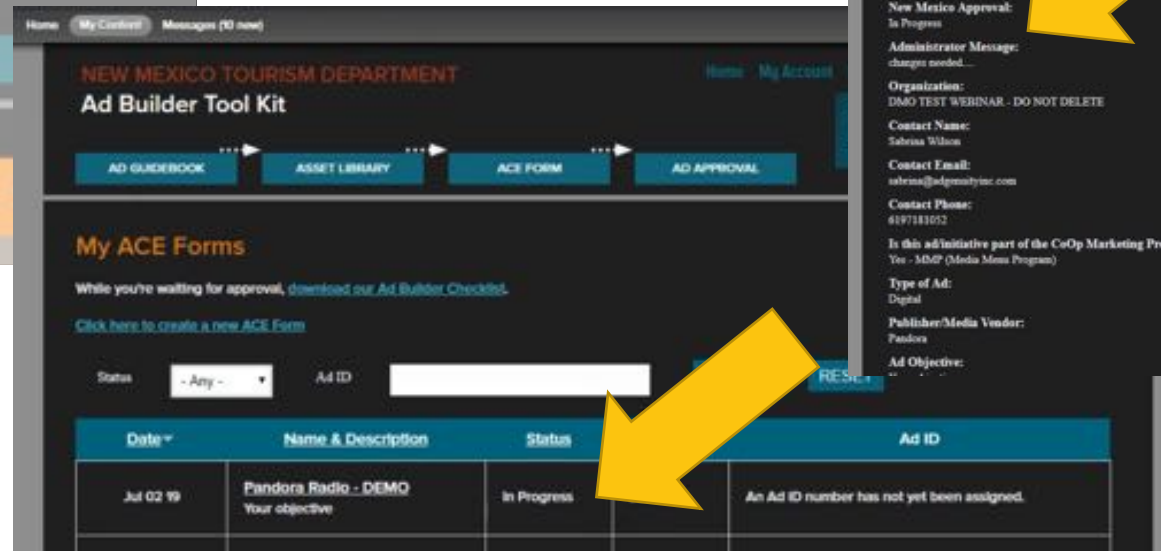 Home My Content Messages (10 new)
NEW MEXICO TOURISM DEPARTMENT
Ad Builder Tool Kit
Home My Account
AD GUIDEBOOK ASSET LIBRARY ACE FORM AD APPROVAL
My ACE Forms
While you're waiting for approval, download our Ad Builder Checklist.
Click here to create a new ACE Form
Status - Any - Ad ID RESET
Date Name & Description Status Ad ID
Jul 02 19 Pandora Radio - DEMO In Progress An Ad ID number has not yet been assigned.
Your objective
New Mexico Approval:
In Progress
Administrator Message:
changes needed....
Organization:
DMO TEST WEBINAR - DO NOT DELETE
Contact Name:
Sabrina Wilson
Contact Email:
sabrina@adgensityinc.com
Contact Phone:
6197183052
Is this ad/initiative part of the CoOp Marketing Pro
Yes - MMP (Media Menu Program)
Type of Ad:
Digital
Publisher/Media Vendor:
Pandora
Ad Objective: